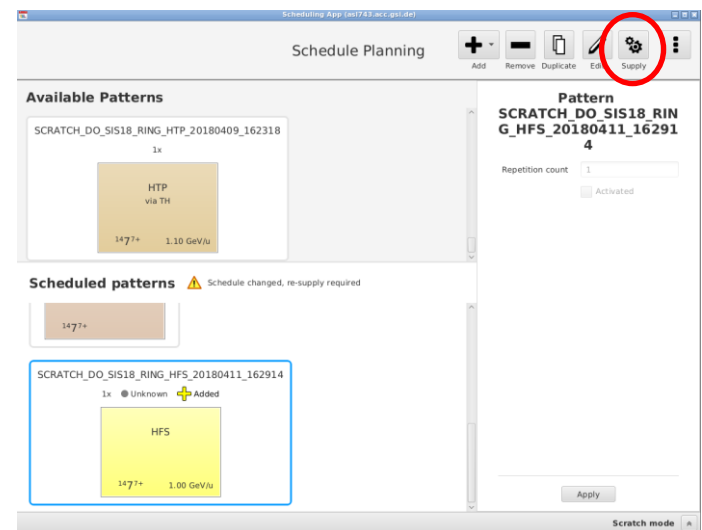 Scheduling App (asl743.acc.gsi.de)
Schedule Planning
Add
Remove
Duplicate
Edit
Supply
Available Patterns
SCRATCH_DO_SIS18_RING_HTP_20180409_162318
1x
HTP
via TH
¹⁴7⁷⁺ 1.10 GeV/u
Scheduled patterns Schedule changed, re-supply required
¹⁴7⁷⁺
SCRATCH_DO_SIS18_RING_HFS_20180411_162914
1x Unknown Added
HFS
¹⁴7⁷⁺ 1.00 GeV/u
Pattern
SCRATCH_DO_SIS18_RIN
G_HFS_20180411_16291
4
Repetition count 1
Activated
Apply
Scratch mode